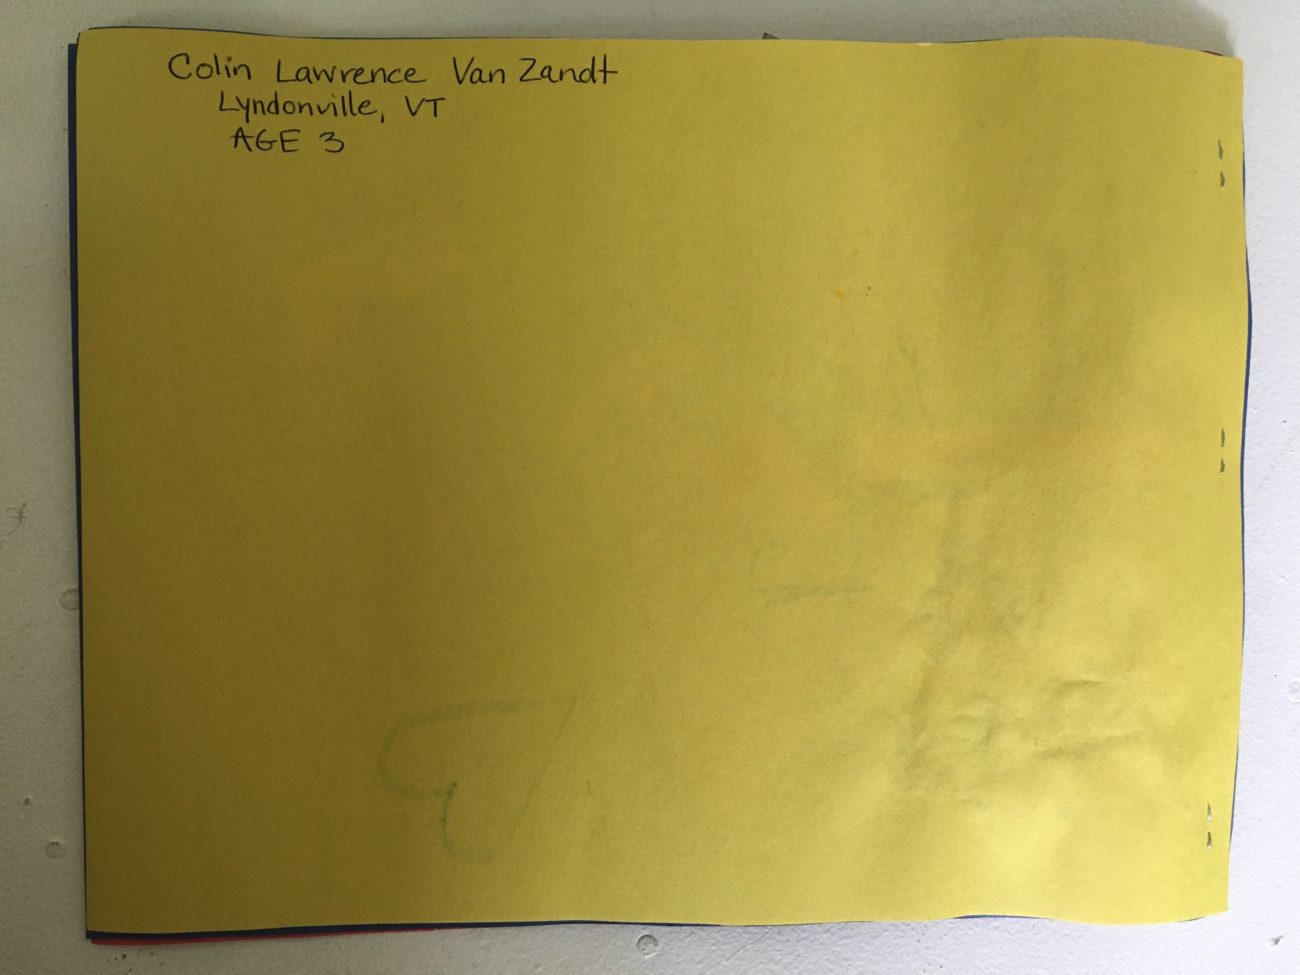 Colin Lawrence Van Zandt
Lyndonville, VT
AGE 3